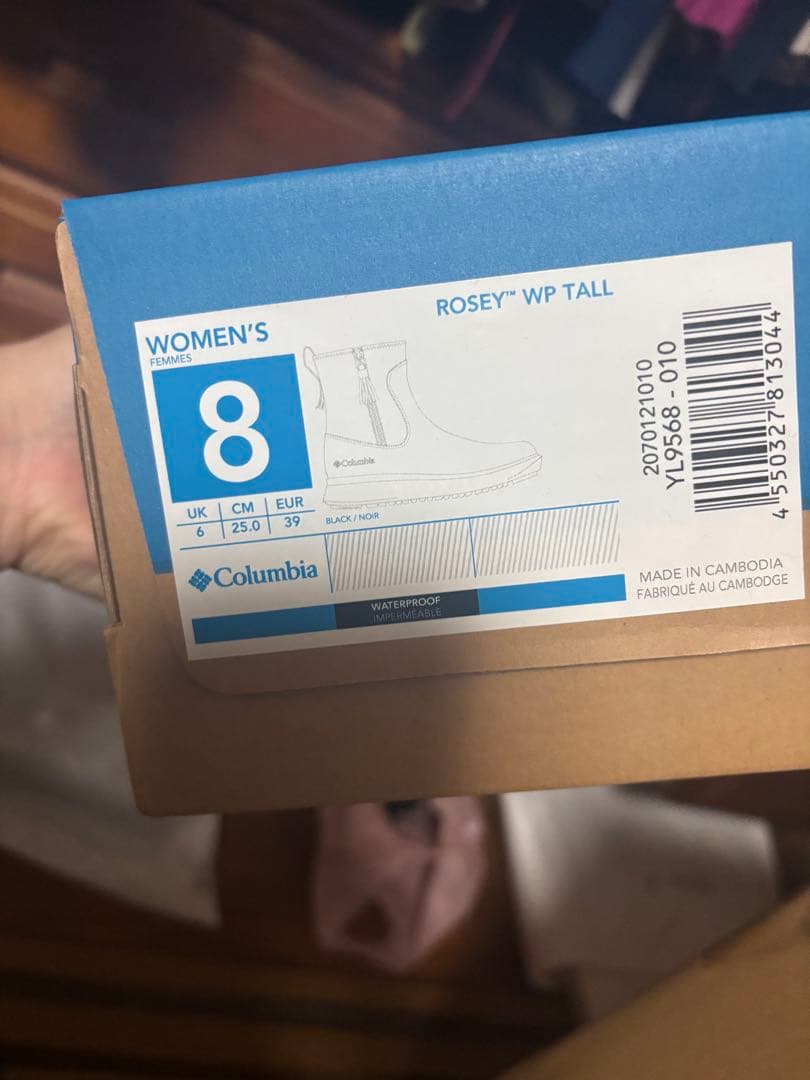 ROSEY™ WP TALL
WOMEN'S
FEMMES
8
UK CM EUR
6 25.0 39
Columbia
BLACK / NOIR
Columbia
WATERPROOF
IMPERMÉABLE
2070121010
YL9568 - 010
4 550327 813044
MADE IN CAMBODIA
FABRIQUÉ AU CAMBODGE